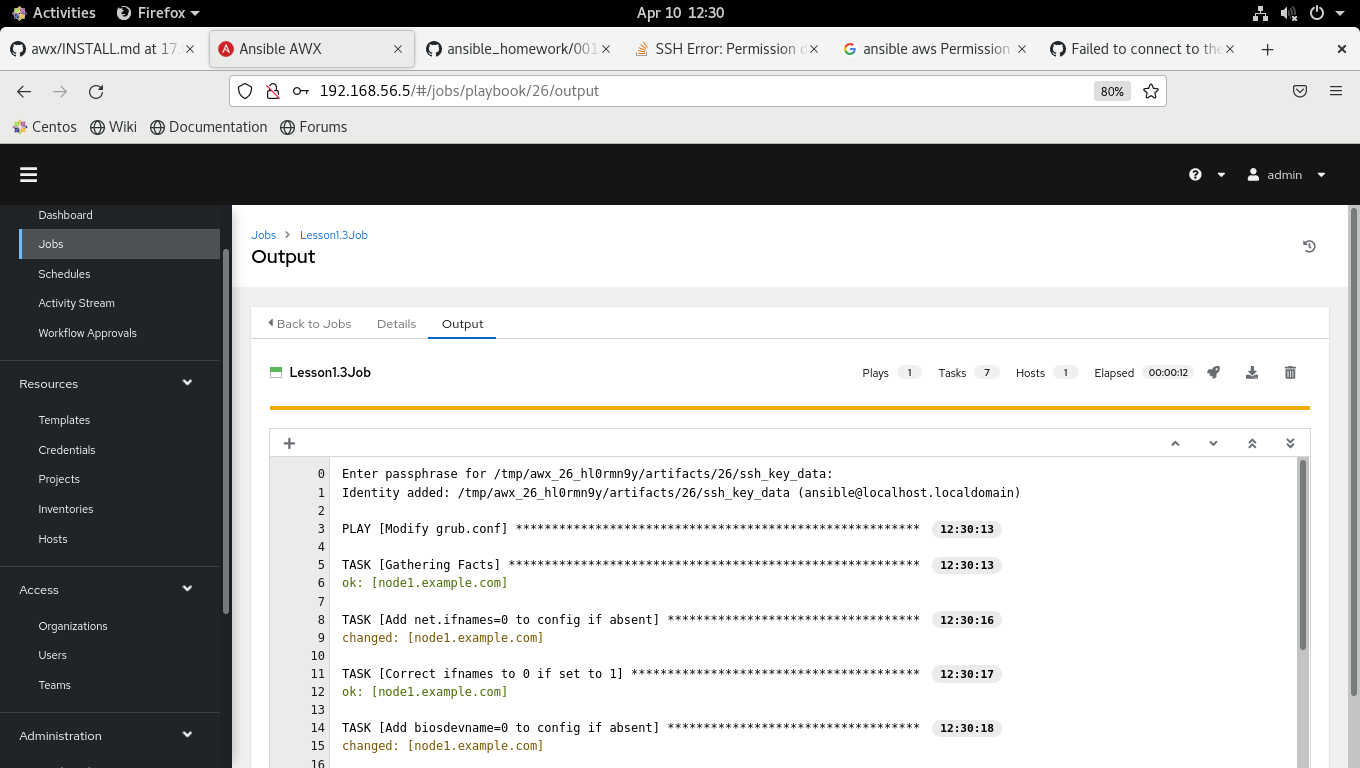 Activities Firefox Apr 10 12:30
awx/INSTALL.md at 17. Ansible AWX ansible_homework/001 SSH Error: Permission d ansible aws Permission Failed to connect to the
192.168.56.5/#/jobs/playbook/26/output 80%
Centos Wiki Documentation Forums
admin
Dashboard
Jobs
Schedules
Activity Stream
Workflow Approvals
Resources
Templates
Credentials
Projects
Inventories
Hosts
Access
Organizations
Users
Teams
Administration
Jobs Lesson1.3Job
Output
Back to Jobs Details Output
Lesson1.3Job Plays 1 Tasks 7 Hosts 1 Elapsed 00:00:12
0 Enter passphrase for /tmp/awx_26_hl0rmn9y/artifacts/26/ssh_key_data:
1 Identity added: /tmp/awx_26_hl0rmn9y/artifacts/26/ssh_key_data (ansible@localhost.localdomain)
2
3 PLAY [Modify grub.conf] ******************************************************** 12:30:13
4
5 TASK [Gathering Facts] ********************************************************* 12:30:13
6 ok: [node1.example.com]
7
8 TASK [Add net.ifnames=0 to config if absent] *********************************** 12:30:16
9 changed: [node1.example.com]
10
11 TASK [Correct ifnames to 0 if set to 1] **************************************** 12:30:17
12 ok: [node1.example.com]
13
14 TASK [Add biosdevname=0 to config if absent] *********************************** 12:30:18
15 changed: [node1.example.com]
16